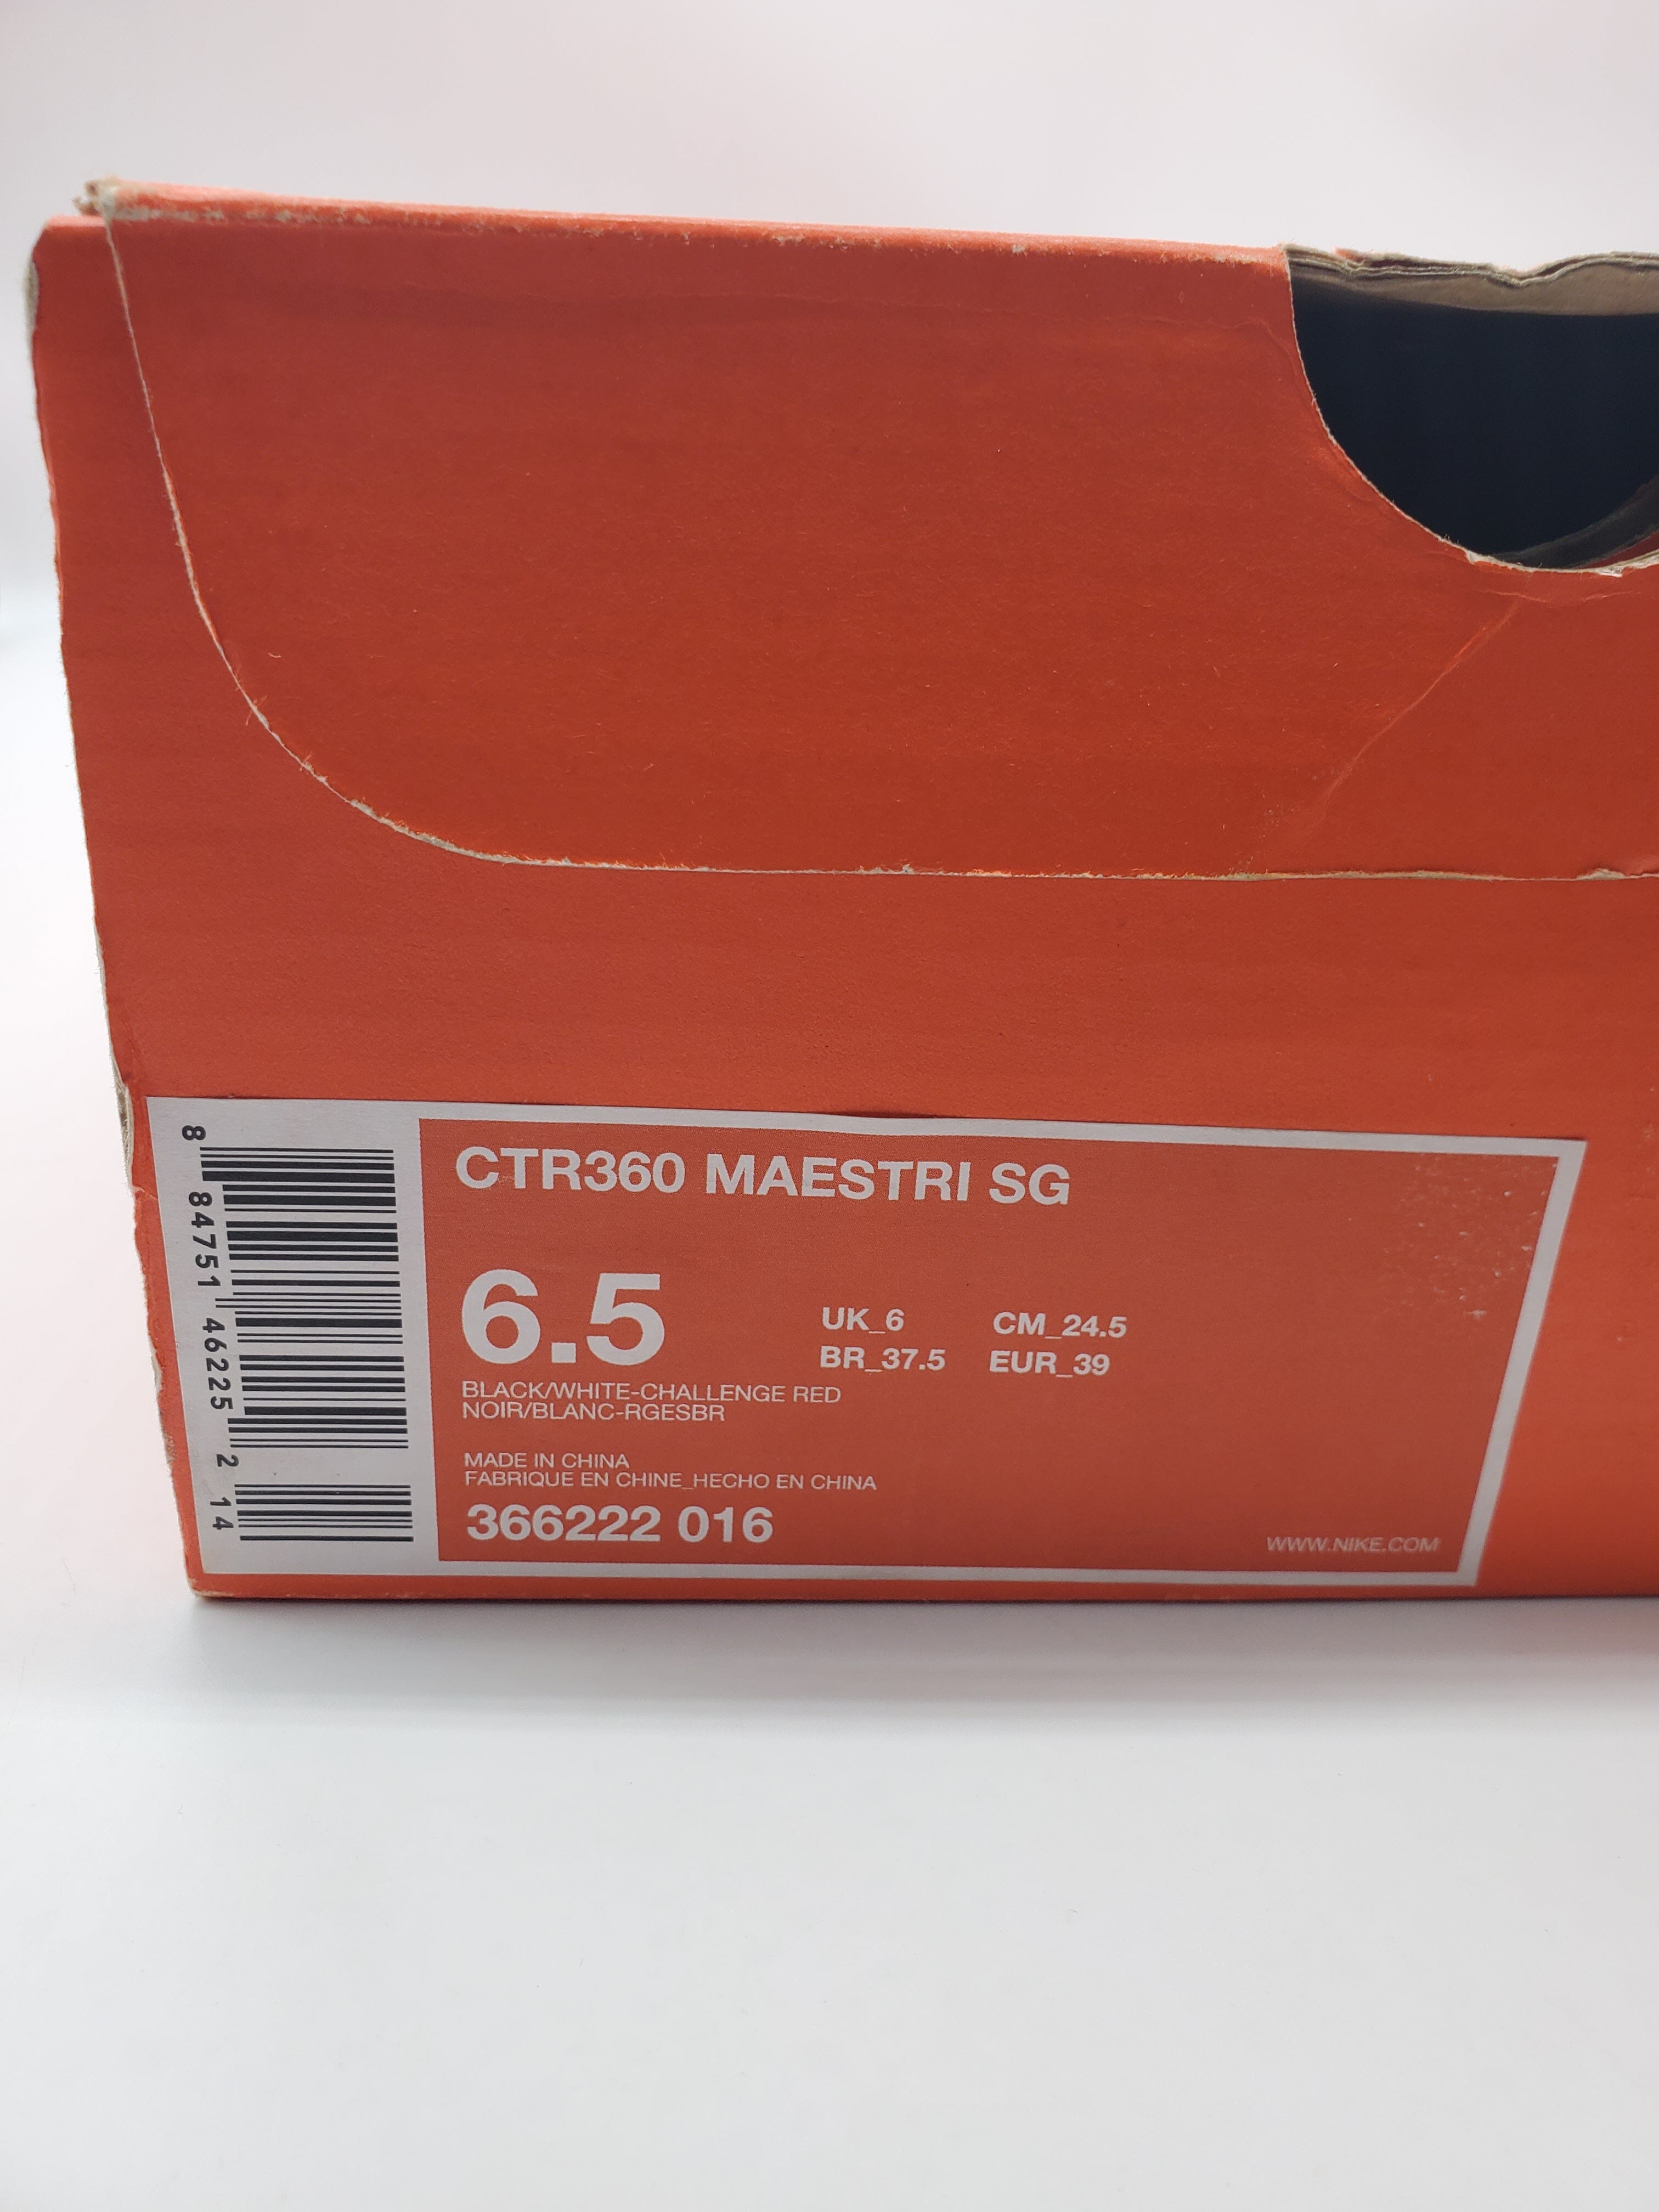 8 84751 46225 2 14
CTR360 MAESTRI SG
6.5
UK_6 CM_24.5
BR_37.5 EUR_39
BLACK/WHITE-CHALLENGE RED
NOIR/BLANC-RGESBR
MADE IN CHINA
FABRIQUE EN CHINE_HECHO EN CHINA
366222 016
WWW.NIKE.COM